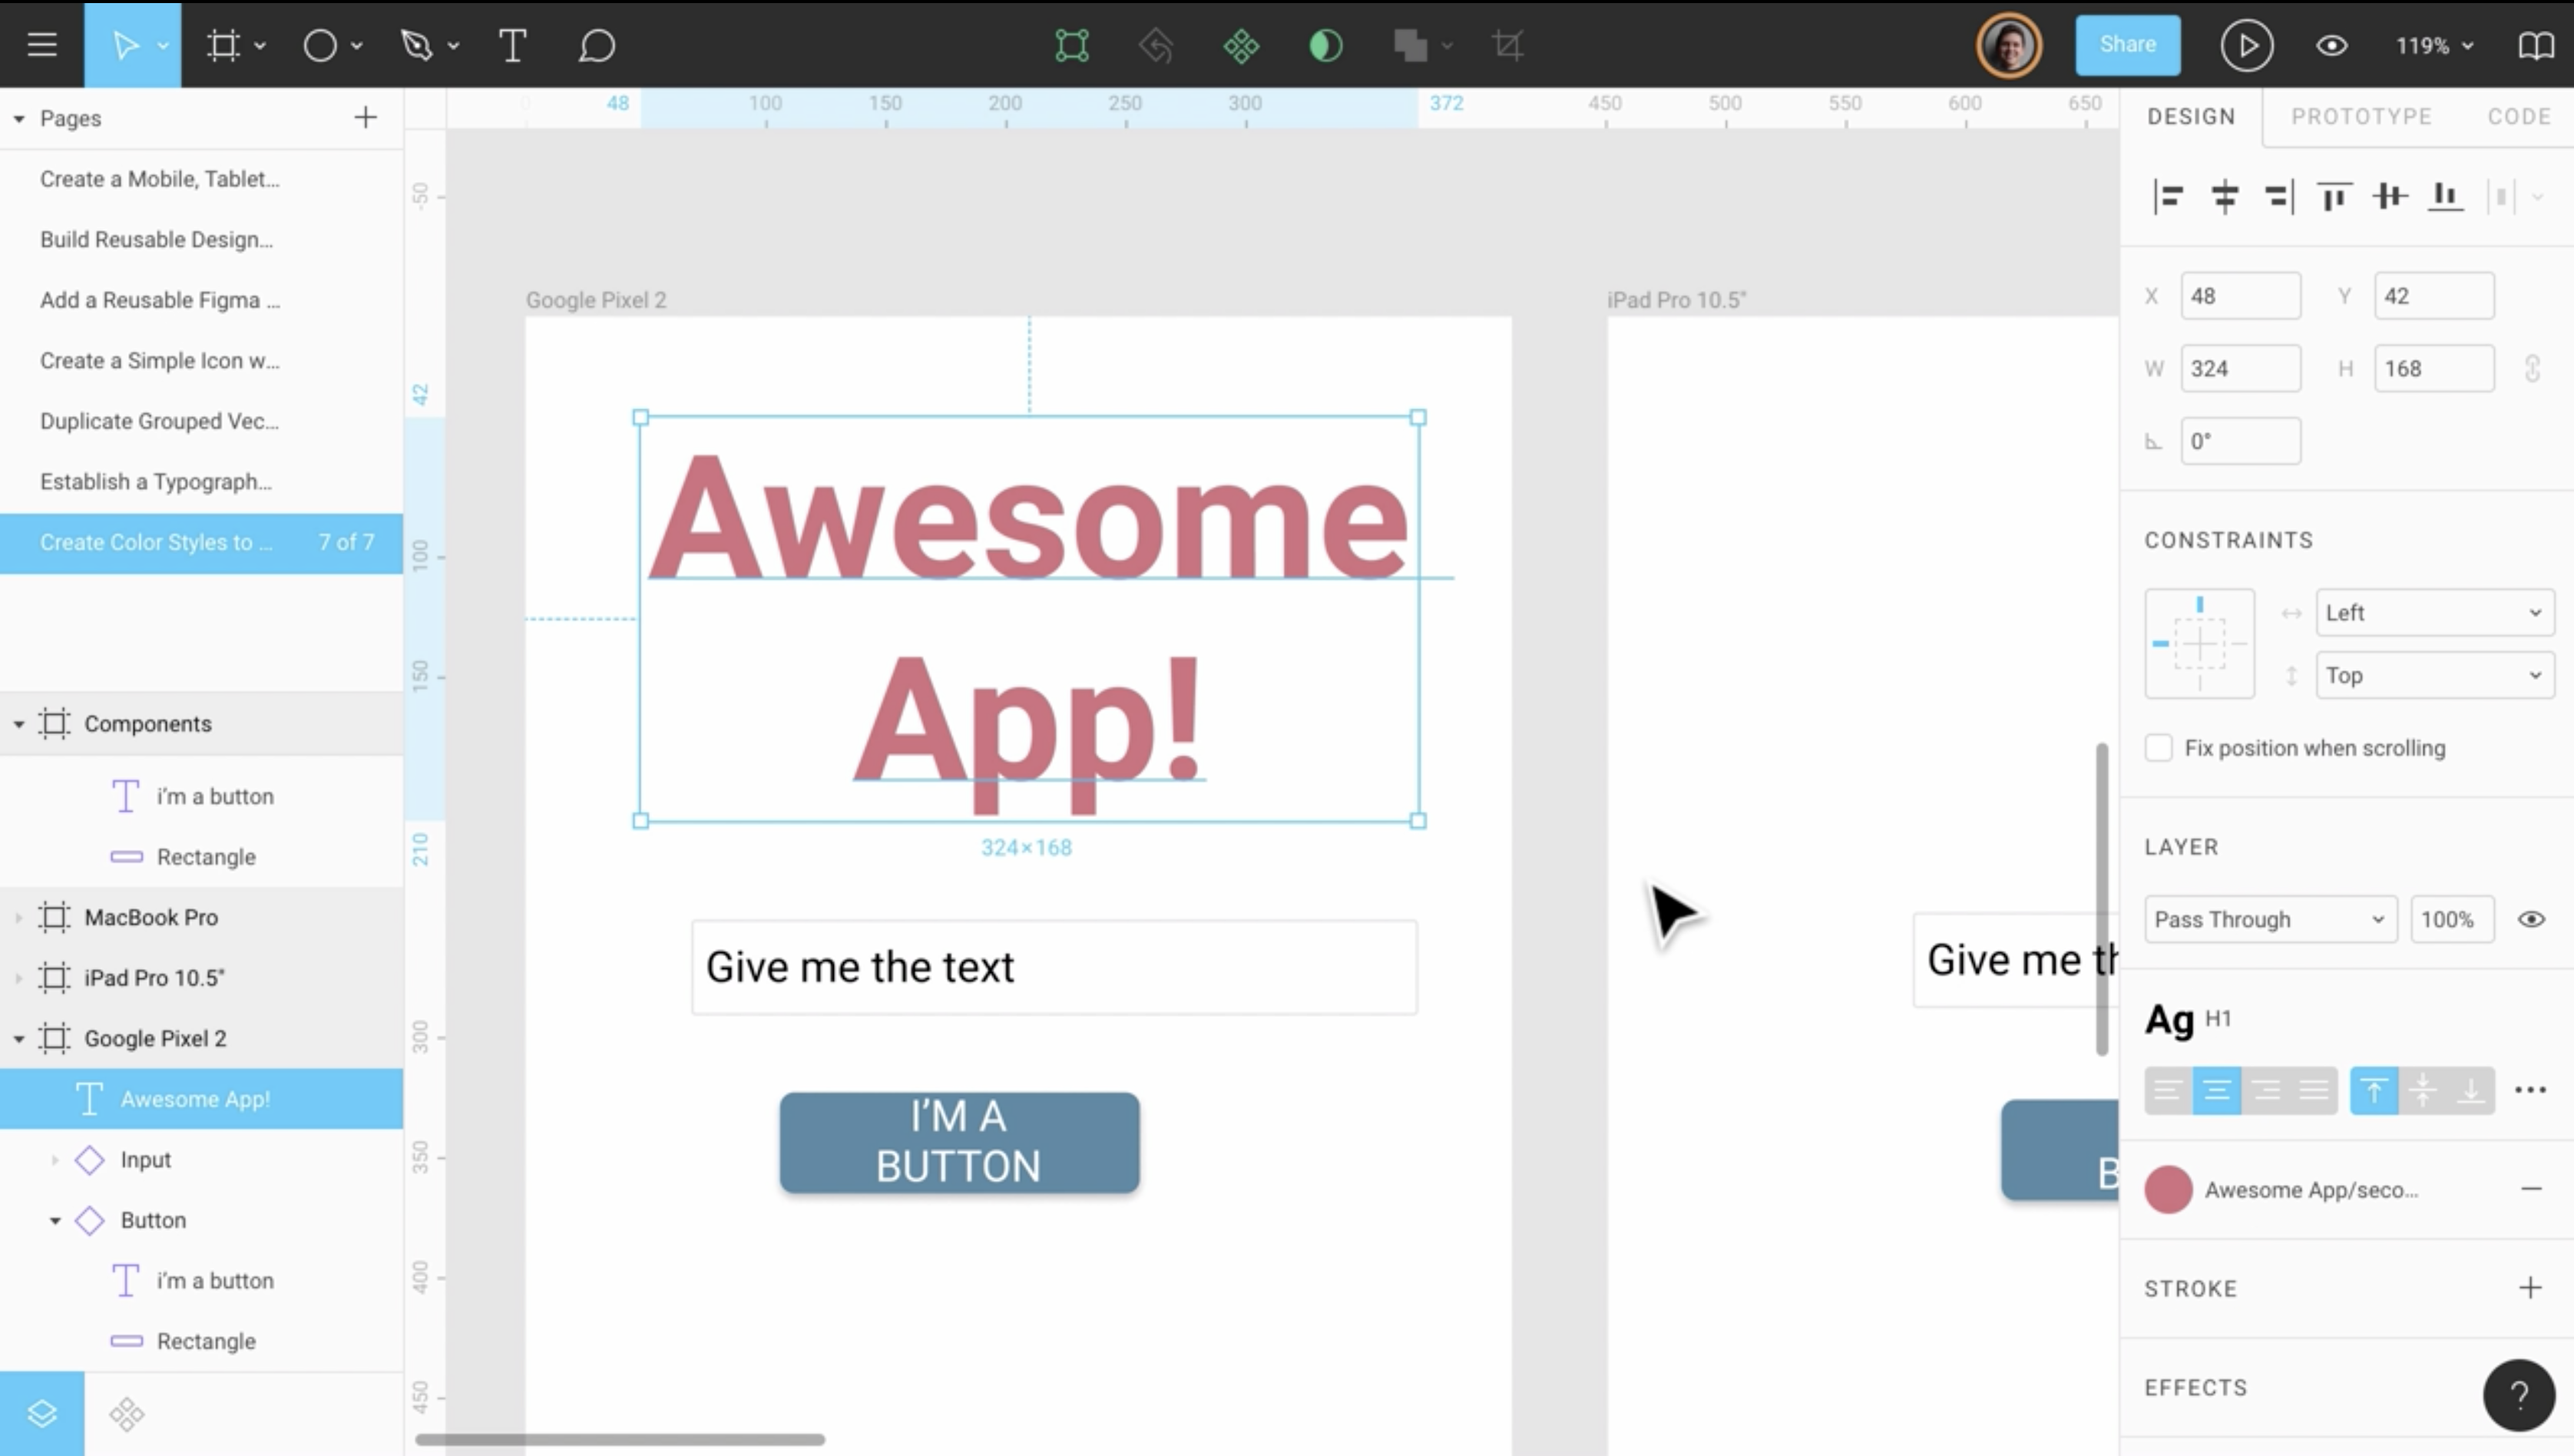 Share
119%
Pages
Create a Mobile, Tablet...
Build Reusable Design...
Add a Reusable Figma ...
Create a Simple Icon w...
Duplicate Grouped Vec...
Establish a Typograph...
Create Color Styles to ... 7 of 7
Components
i'm a button
Rectangle
MacBook Pro
iPad Pro 10.5"
Google Pixel 2
Awesome App!
Input
Button
i'm a button
Rectangle
0 48 100 150 200 250 300 372 450 500 550 600 650
-50
42
100
150
210
300
350
400
450
Google Pixel 2
Awesome
App!
324×168
Give me the text
I'M A
BUTTON
iPad Pro 10.5"
Give me th
B
DESIGN PROTOTYPE CODE
X 48 Y 42
W 324 H 168
0°
CONSTRAINTS
Left
Top
Fix position when scrolling
LAYER
Pass Through 100%
Ag H1
Awesome App/seco...
STROKE
EFFECTS
?